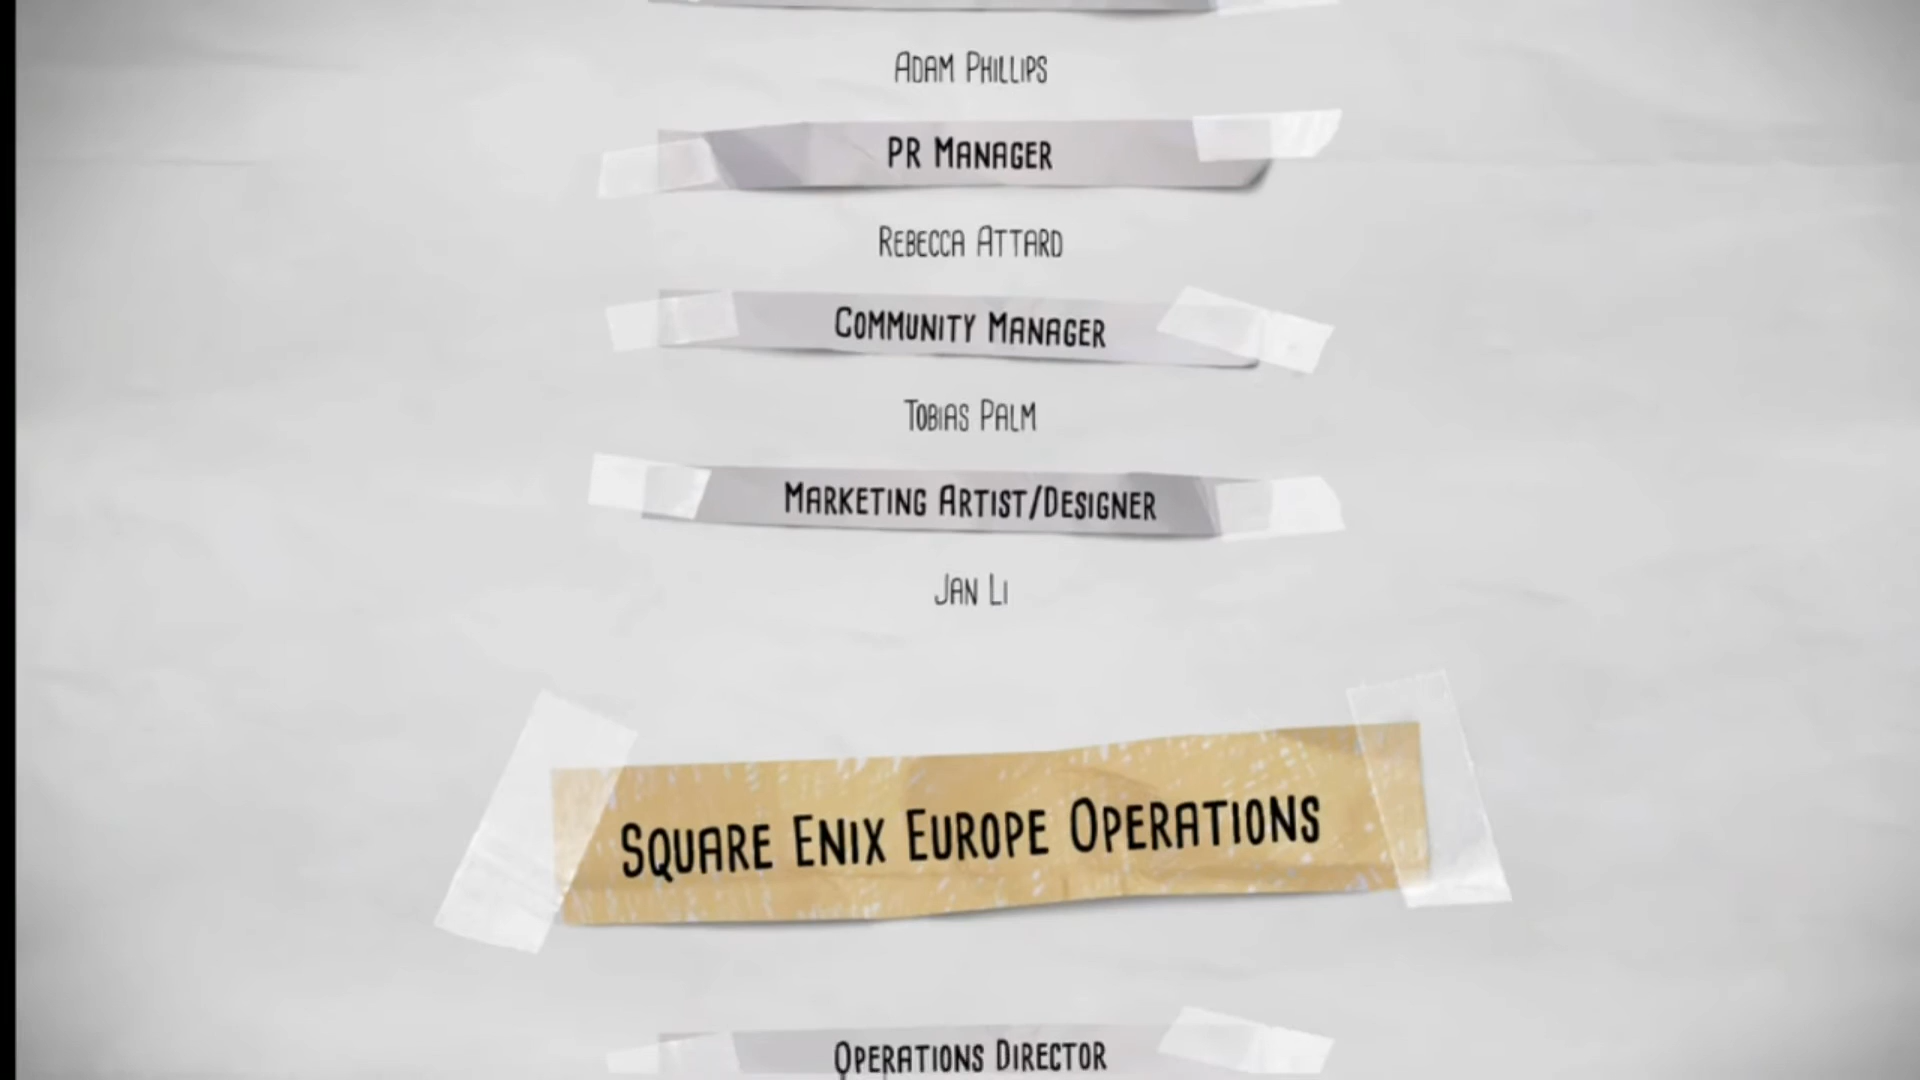 Adam Phillips
PR Manager
Rebecca Attard
Community Manager
Tobias Palm
Marketing Artist/Designer
Jan Li
Square Enix Europe Operations
Operations Director